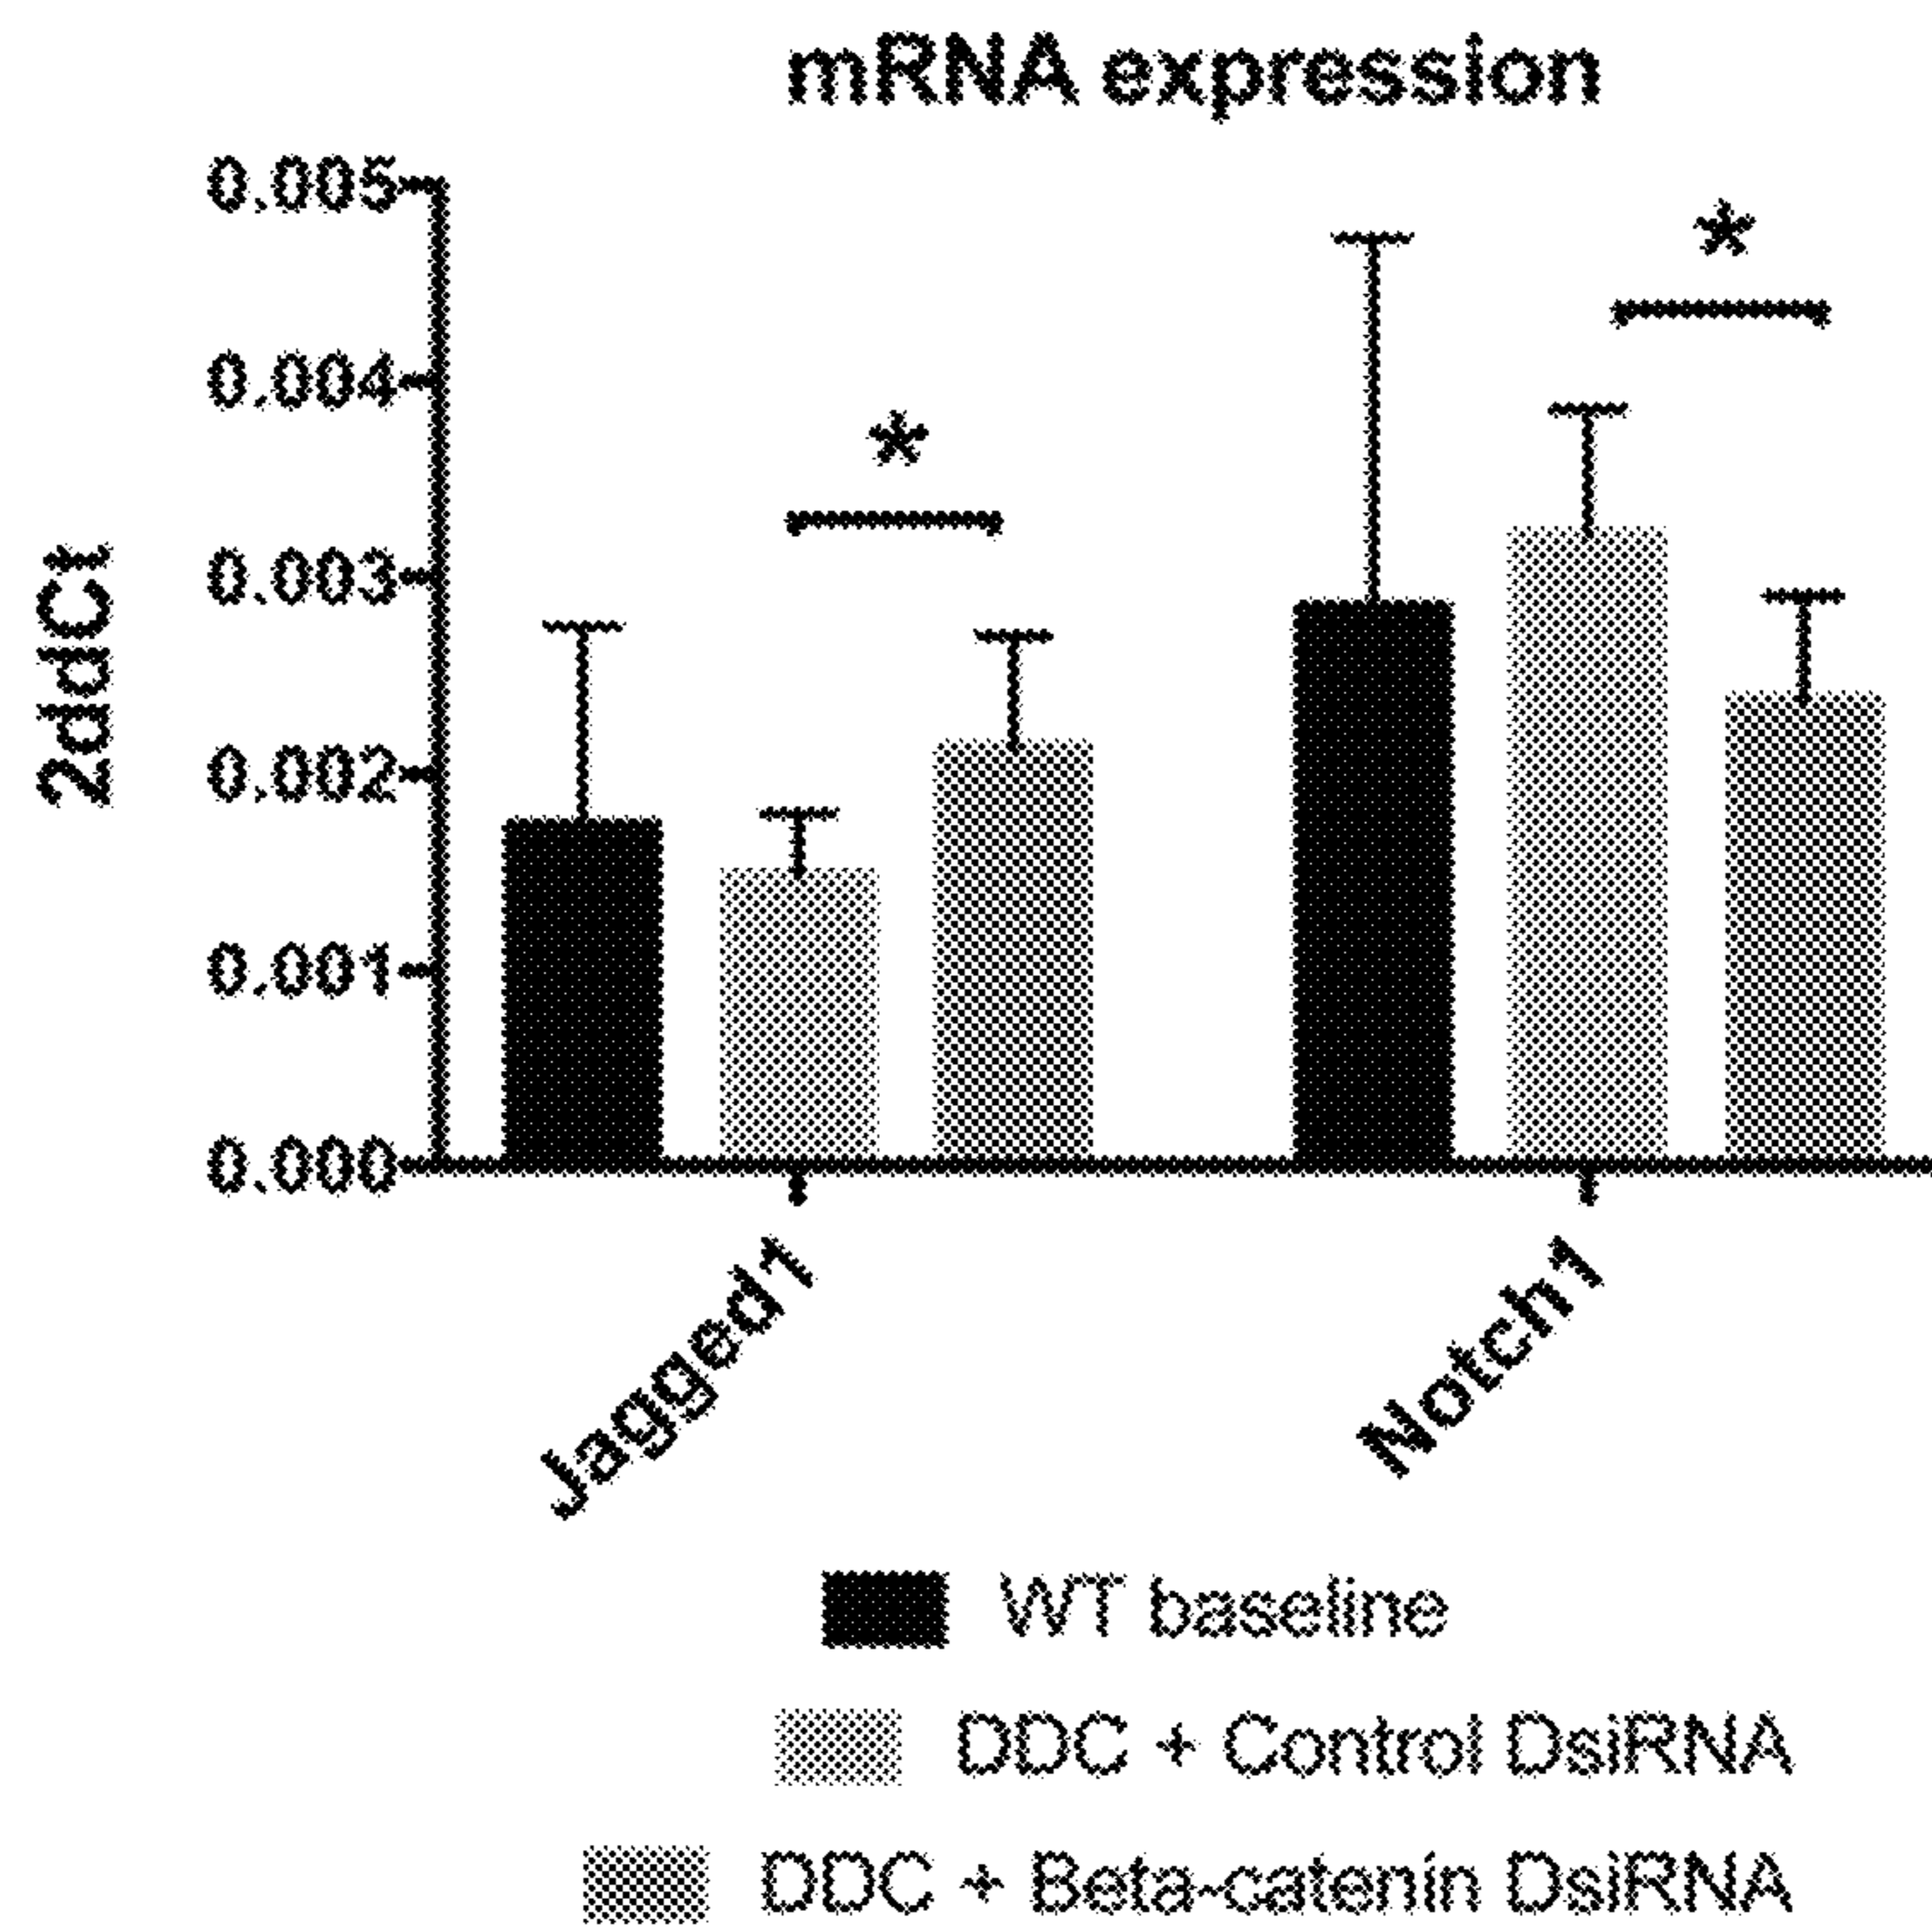 mRNA expression
2ddCt
0.005
0.004
0.003
0.002
0.001
0.000
*
*
Jagged1
Notch1
WT baseline
DDC + Control DsiRNA
DDC + Beta-catenin DsiRNA